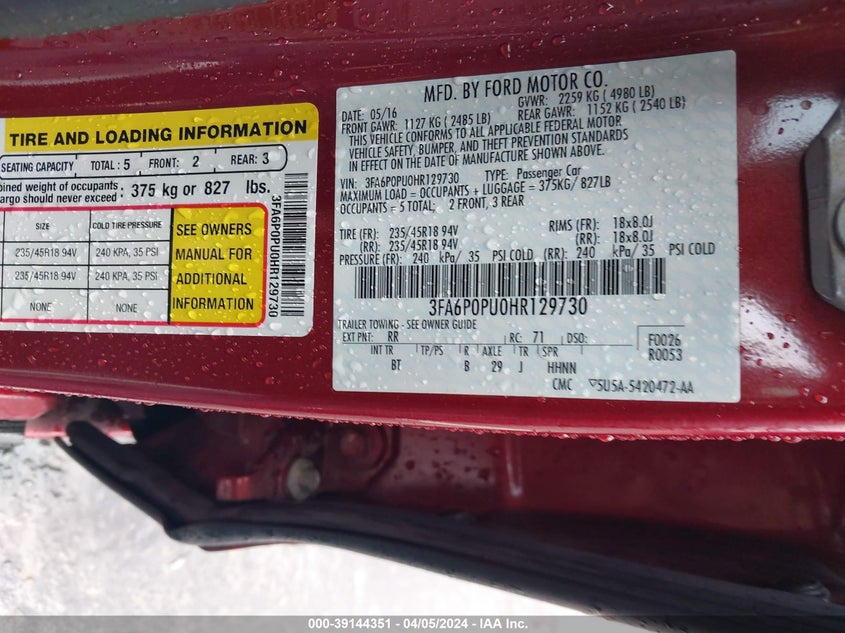 TIRE AND LOADING INFORMATION
SEATING CAPACITY TOTAL : 5 FRONT: 2 REAR: 3
bined weight of occupants
argo should never exceed : 375 kg or 827 lbs.
SIZE COLD TIRE PRESSURE
235/45R18 94V 240 KPA, 35 PSI
235/45R18 94V 240 KPA, 35 PSI
NONE NONE
SEE OWNERS
MANUAL FOR
ADDITIONAL
INFORMATION
3FA6P0PU0HR129730
MFD. BY FORD MOTOR CO.
DATE: 05/16 GVWR: 2259 KG ( 4980 LB)
FRONT GAWR: 1127 KG ( 2485 LB) REAR GAWR: 1152 KG ( 2540 LB)
THIS VEHICLE CONFORMS TO ALL APPLICABLE FEDERAL MOTOR
VEHICLE SAFETY, BUMPER, AND THEFT PREVENTION STANDARDS
IN EFFECT ON THE DATE OF MANUFACTURE SHOWN ABOVE.
VIN: 3FA6P0PU0HR129730 TYPE: Passenger Car
MAXIMUM LOAD = OCCUPANTS + LUGGAGE = 375KG/ 827LB
OCCUPANTS = 5 TOTAL; 2 FRONT, 3 REAR
TIRE (FR): 235/45R18 94V RIMS (FR): 18x8.0J
(RR): 235/45R18 94V (RR): 18x8.0J
PRESSURE (FR): 240 kPa/ 35 PSI COLD (RR): 240 kPa/ 35 PSI COLD
3FA6P0PU0HR129730
TRAILER TOWING - SEE OWNER GUIDE
EXT PNT: RR RC: 71 DSO: F0026
R0053
INT TR TP/PS R AXLE TR SPR
BT B 29 J HHNN
CMC 5U5A-5420472-AA
000-39144351 | 04/05/2024 | IAA Inc.